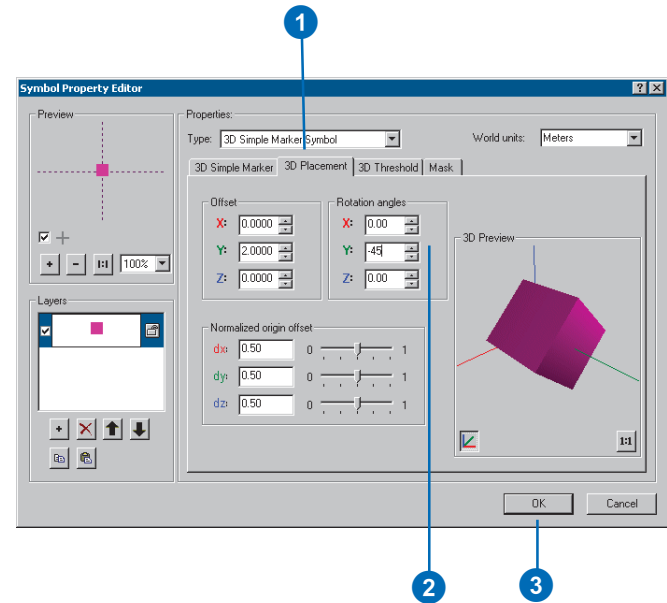 1
Symbol Property Editor
Preview
100%
Layers
Properties:
Type: 3D Simple Marker Symbol
World units: Meters
3D Simple Marker 3D Placement 3D Threshold Mask
Offset
X: 0.0000
Y: 2.0000
Z: 0.0000
Rotation angles
X: 0.00
Y: -45
Z: 0.00
Normalized origin offset
dx: 0.50 0 1
dy: 0.50 0 1
dz: 0.50 0 1
3D Preview
1:1
1:1
OK Cancel
2
3